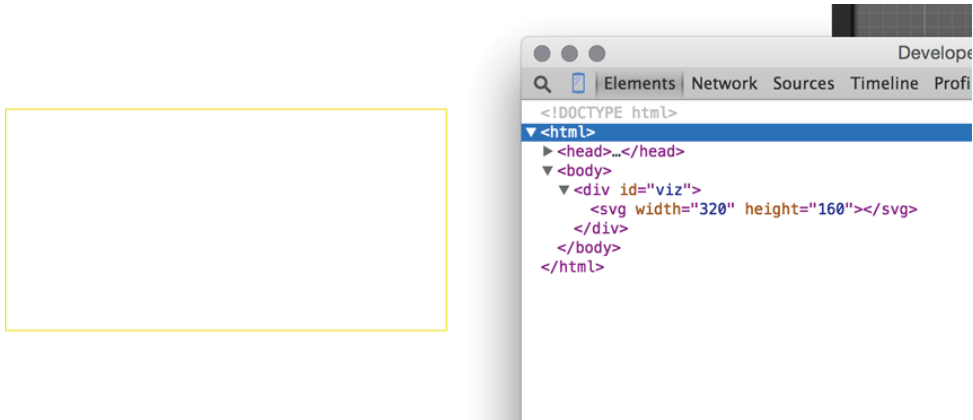 Develope
Elements Network Sources Timeline Profi
<!DOCTYPE html>
▼<html>
▶<head>…</head>
▼<body>
▼<div id="viz">
<svg width="320" height="160"></svg>
</div>
</body>
</html>